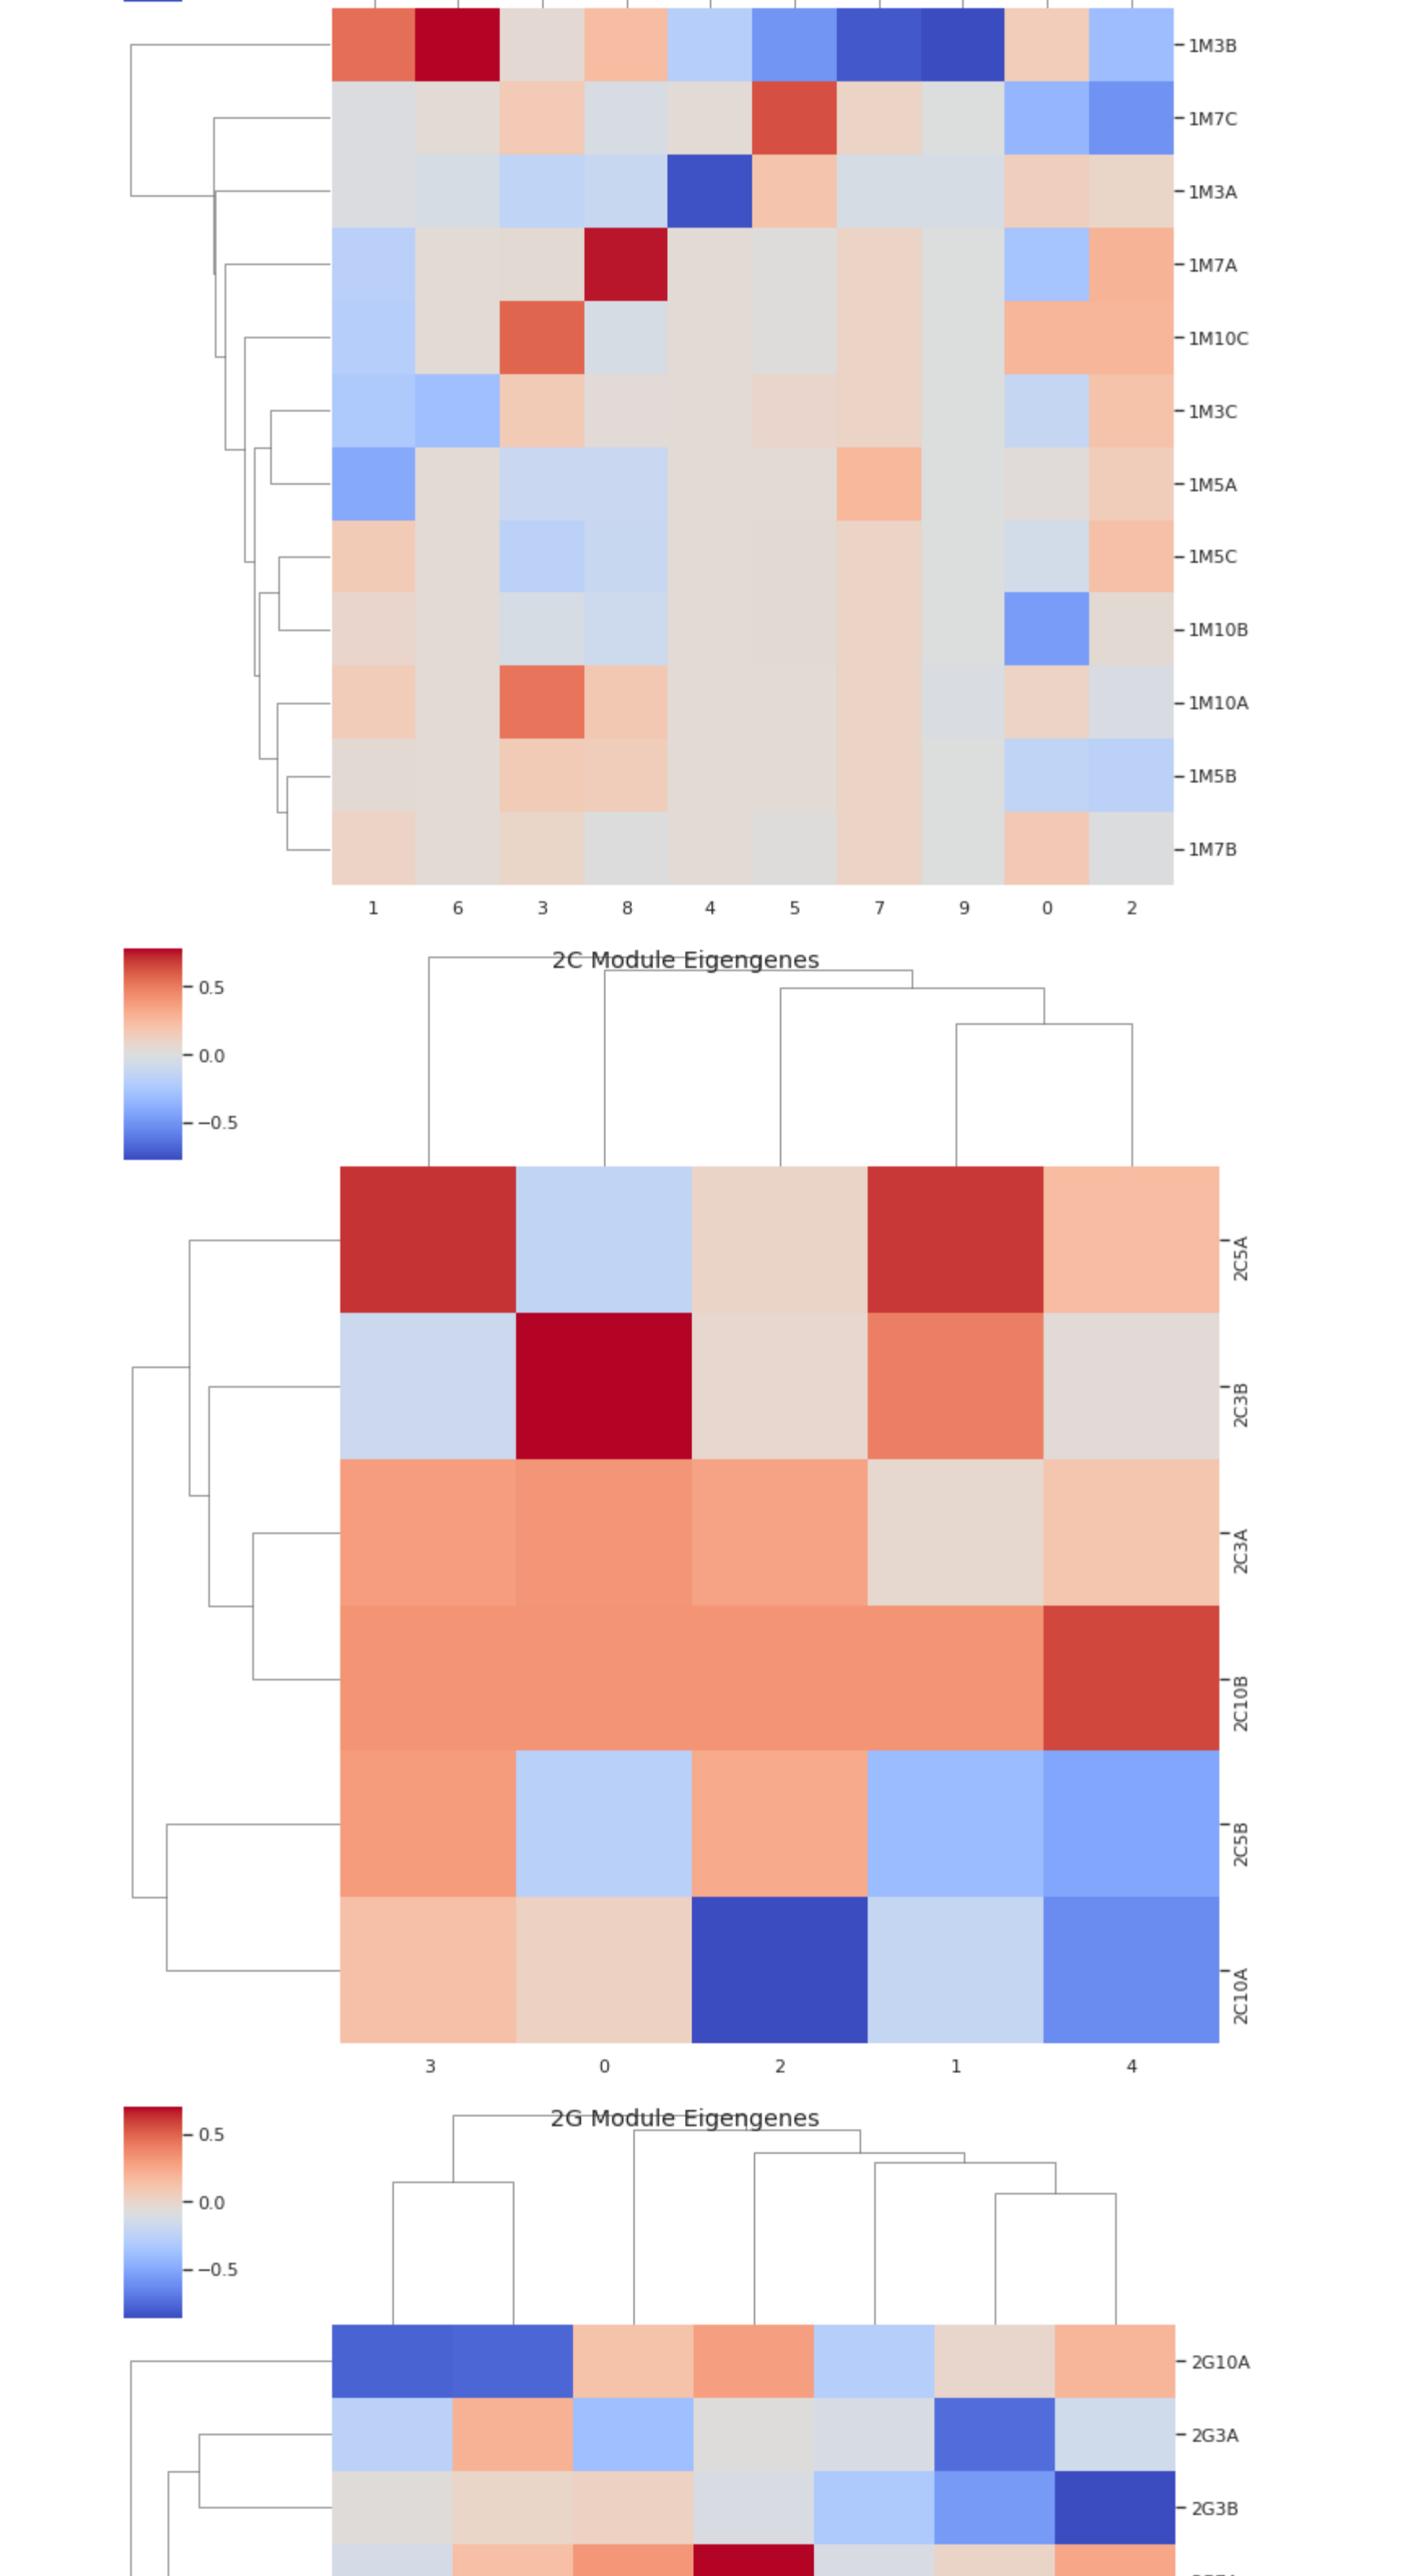 1M3B
1M7C
1M3A
1M7A
1M10C
1M3C
1M5A
1M5C
1M10B
1M10A
1M5B
1M7B
1 6 3 8 4 5 7 9 0 2
2C Module Eigengenes
0.5
0.0
−0.5
2C5A
2C3B
2C3A
2C10B
2C5B
2C10A
3 0 2 1 4
2G Module Eigengenes
0.5
0.0
−0.5
2G10A
2G3A
2G3B